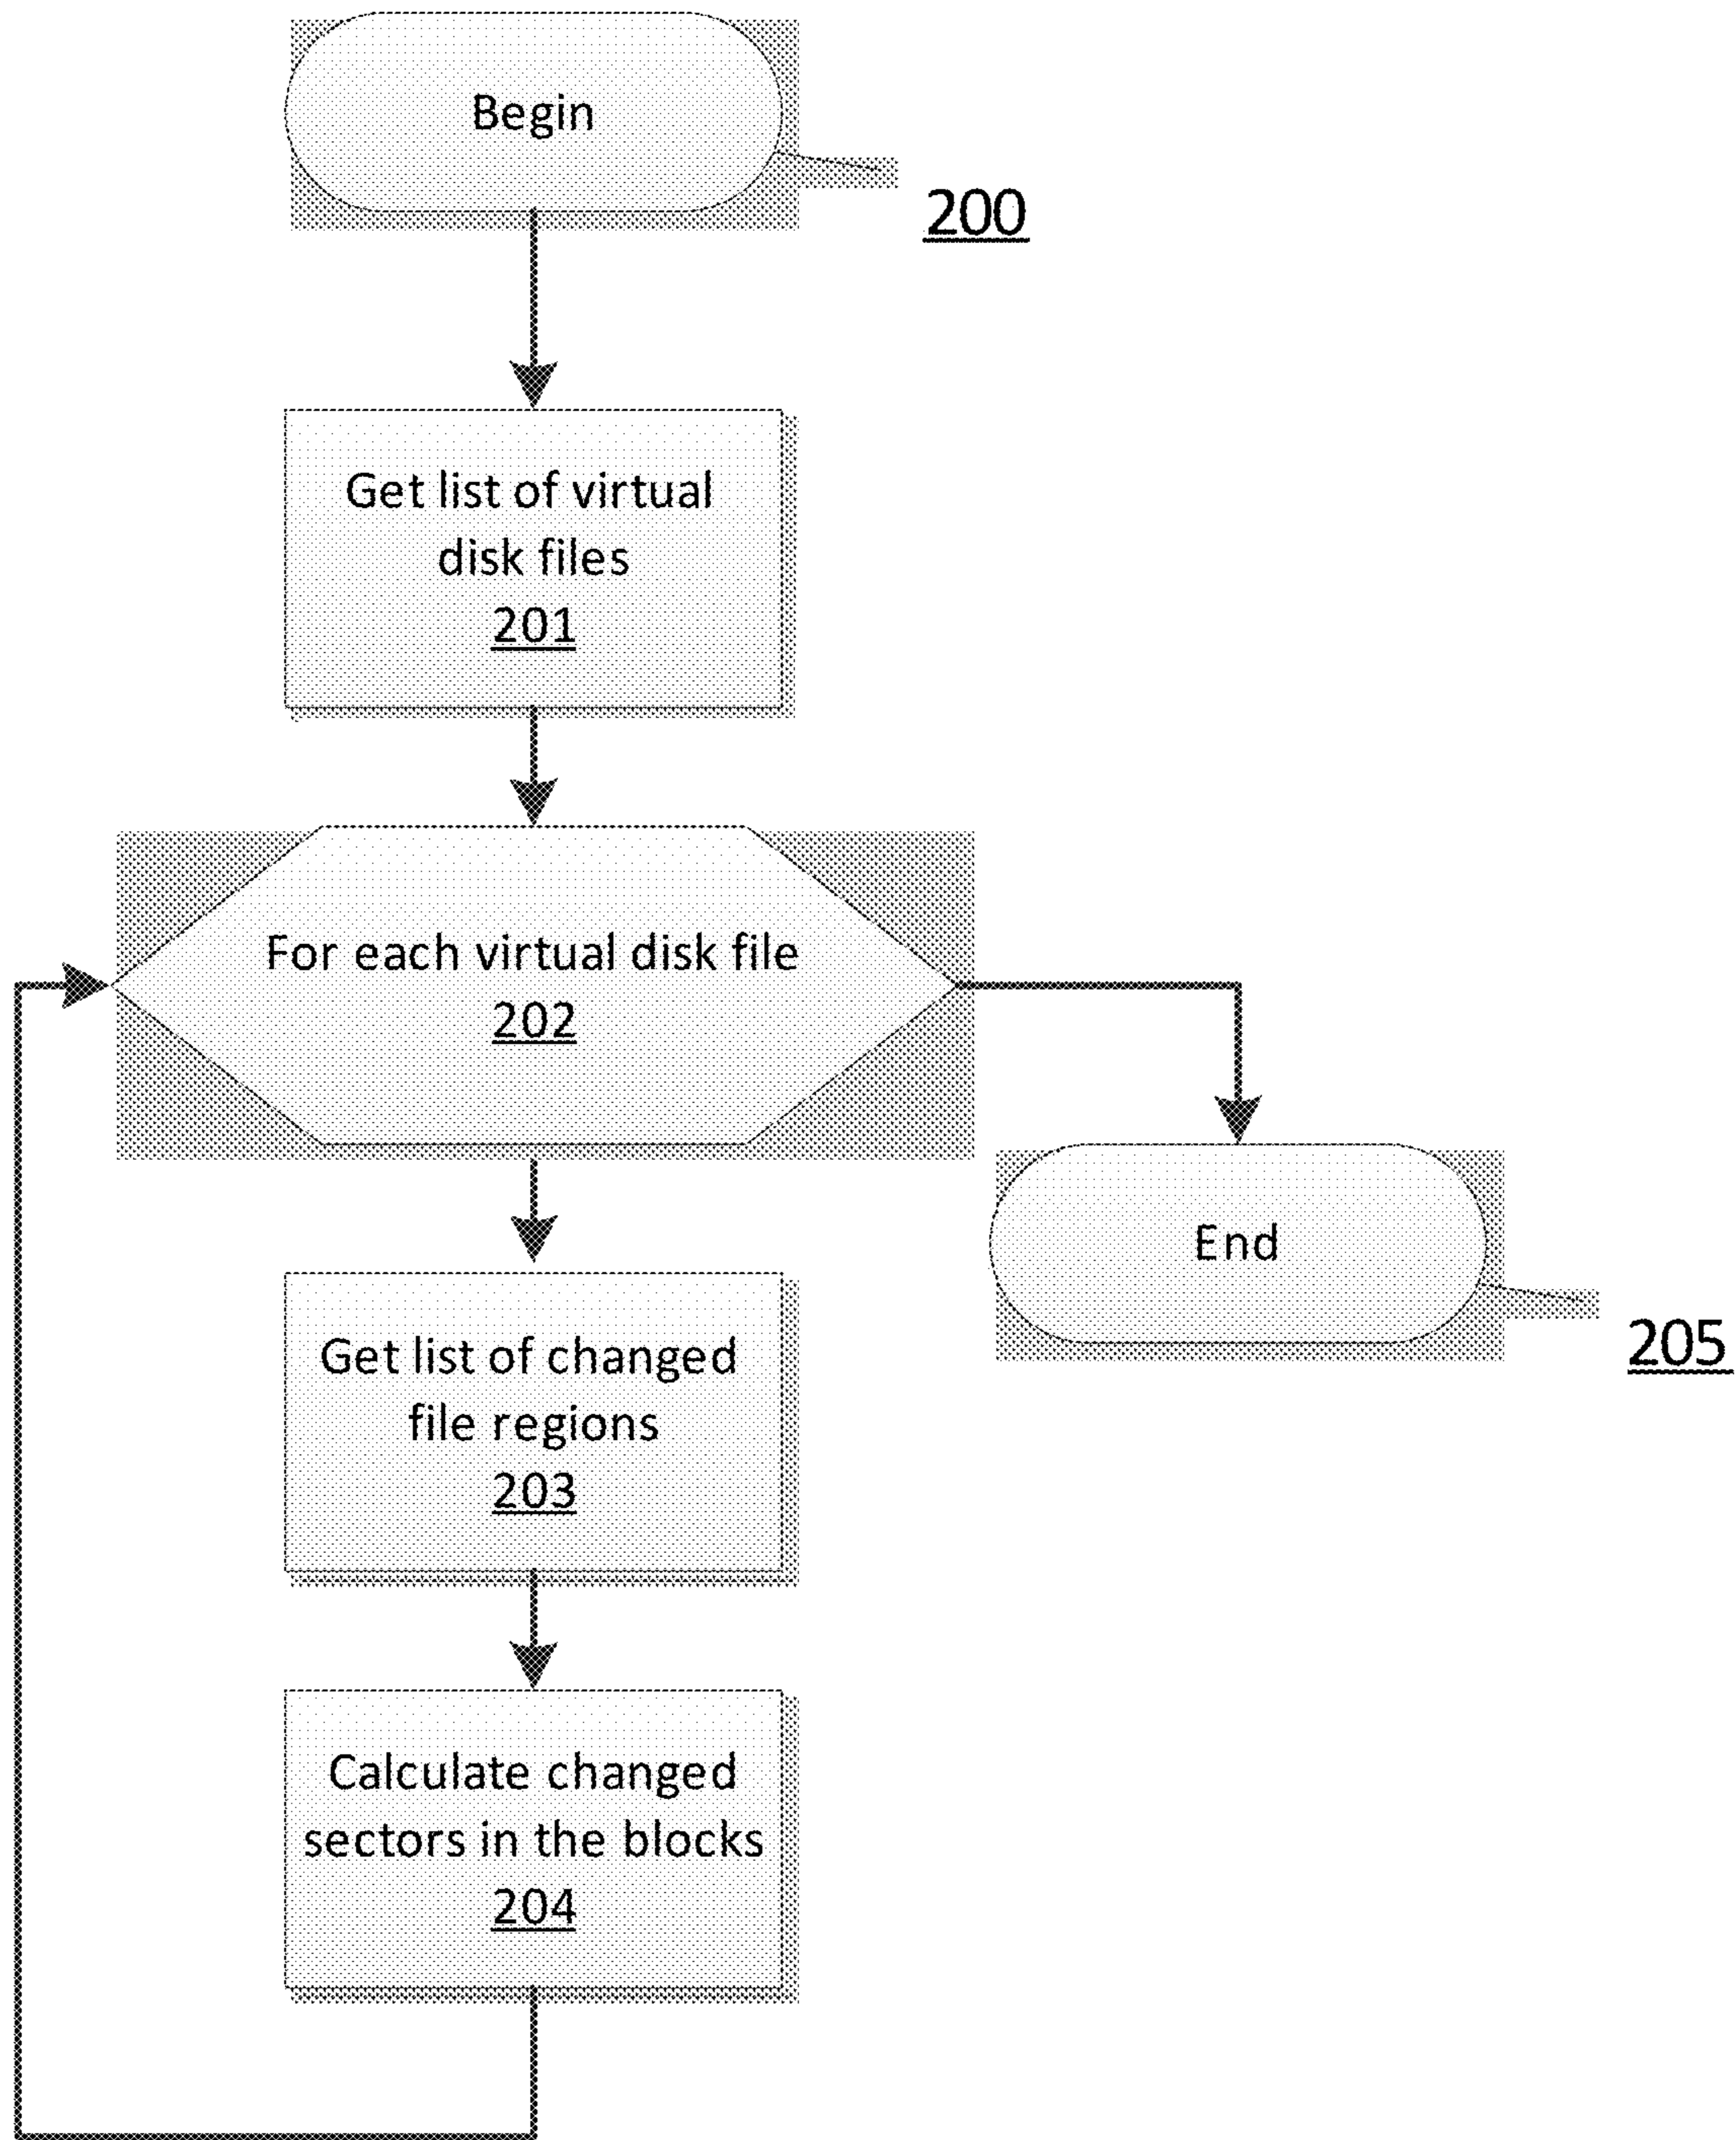 Begin
200
Get list of virtual
disk files
201
For each virtual disk file
202
End
205
Get list of changed
file regions
203
Calculate changed
sectors in the blocks
204